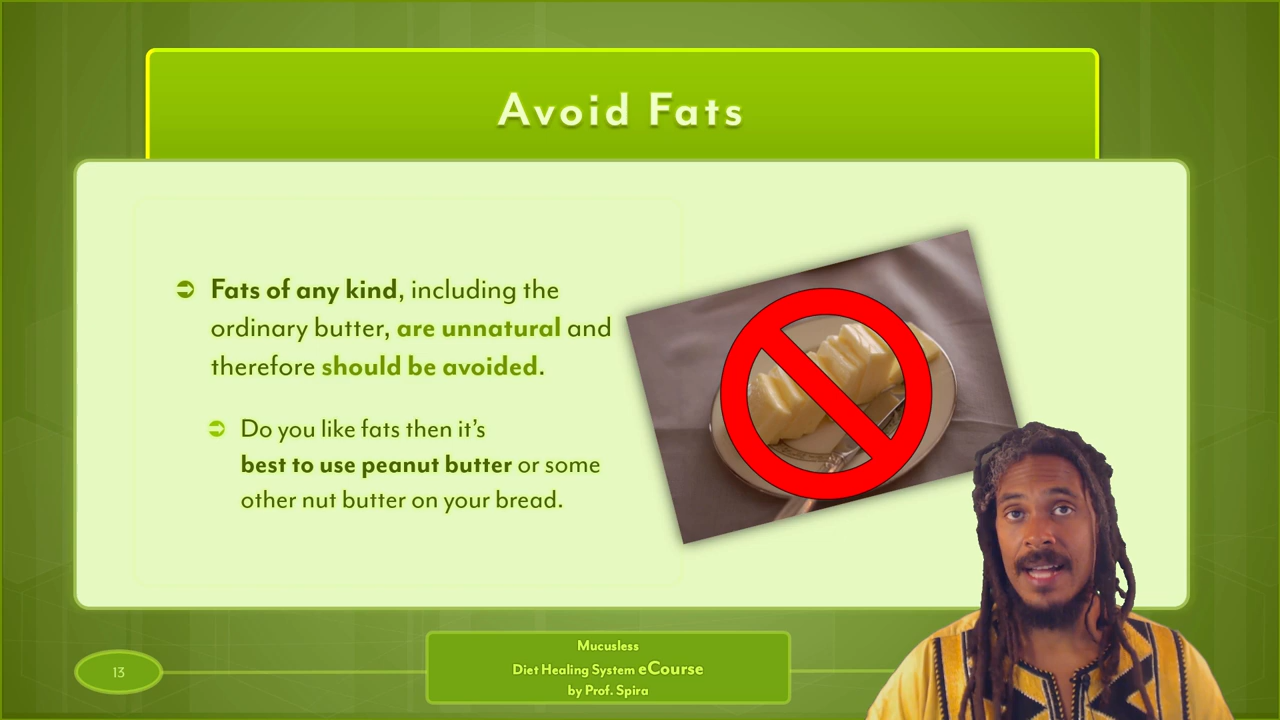 Avoid Fats
Fats of any kind, including the
ordinary butter, are unnatural and
therefore should be avoided.
Do you like fats then it's
best to use peanut butter or some
other nut butter on your bread.
13
Mucusless
Diet Healing System eCourse
by Prof. Spira